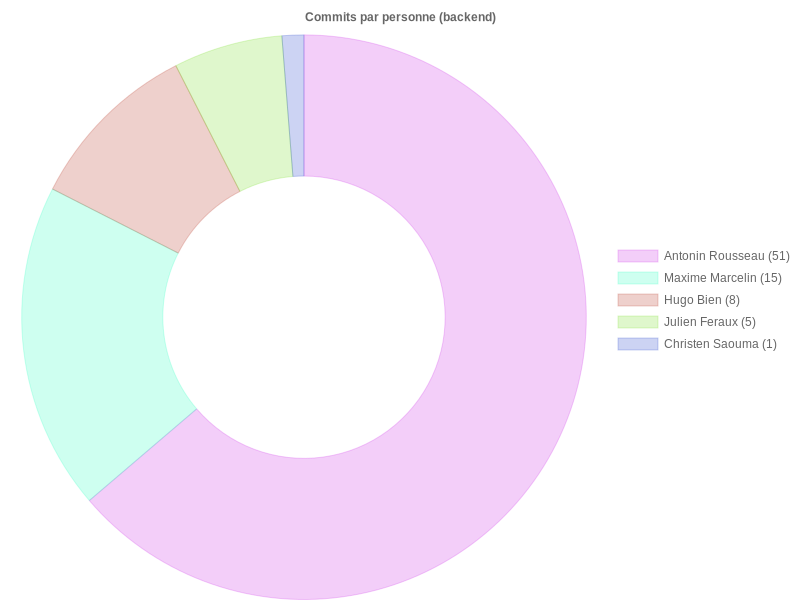 Commits par personne (backend)
Antonin Rousseau (51)
Maxime Marcelin (15)
Hugo Bien (8)
Julien Feraux (5)
Christen Saouma (1)